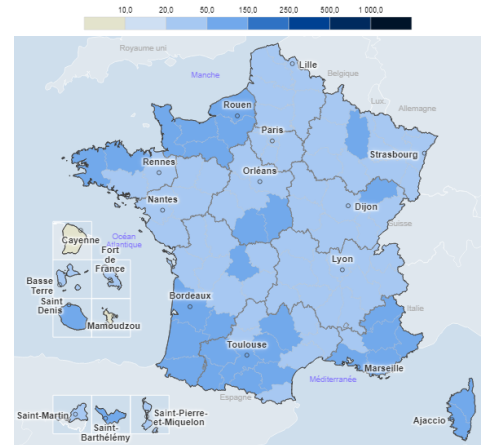 10,0 20,0 50,0 150,0 250,0 500,0 1 000,0
Royaume uni
Lille
Manche
Belgique
Rouen
Lux.
Allemagne
Paris
Strasbourg
Rennes
Orléans
Nantes
Dijon
Suisse
Cayenne
Océan
Atlantique
Fort
de
France
Lyon
Basse
Terre
Saint
Denis
Bordeaux
Italie
Mamoudzou
Toulouse
Marseille
Méditerranée
Espagne
Saint-Martin
Saint-
Barthélémy
Saint-Pierre-
et-Miquelon
Ajaccio